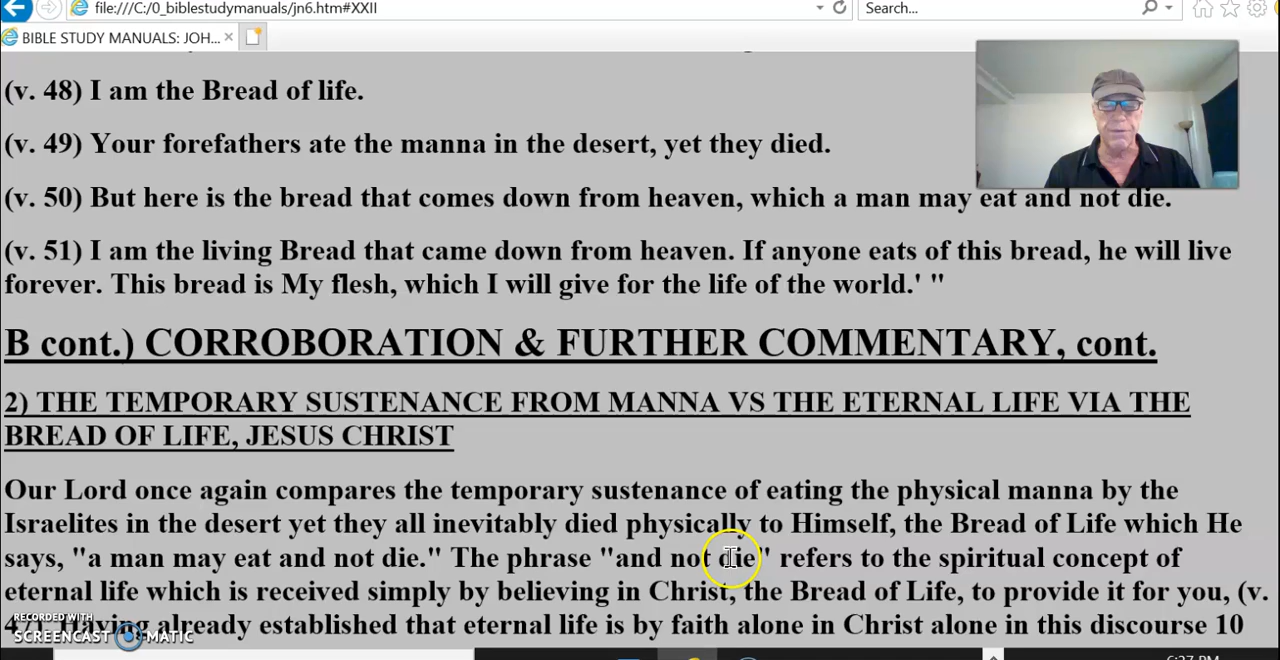 file:///C:/0_biblestudymanuals/jn6.htm#XXII
Search...
BIBLE STUDY MANUALS: JOH...
(v. 48) I am the Bread of life.
(v. 49) Your forefathers ate the manna in the desert, yet they died.
(v. 50) But here is the bread that comes down from heaven, which a man may eat and not die.
(v. 51) I am the living Bread that came down from heaven. If anyone eats of this bread, he will live
forever. This bread is My flesh, which I will give for the life of the world.' "
B cont.) CORROBORATION & FURTHER COMMENTARY, cont.
2) THE TEMPORARY SUSTENANCE FROM MANNA VS THE ETERNAL LIFE VIA THE
BREAD OF LIFE, JESUS CHRIST
Our Lord once again compares the temporary sustenance of eating the physical manna by the
Israelites in the desert yet they all inevitably died physically to Himself, the Bread of Life which He
says, "a man may eat and not die." The phrase "and not die" refers to the spiritual concept of
eternal life which is received simply by believing in Christ, the Bread of Life, to provide it for you, (v.
already established that eternal life is by faith alone in Christ alone in this discourse 10
RECORDED WITH
SCREENCAST MATIC
6:27 PM